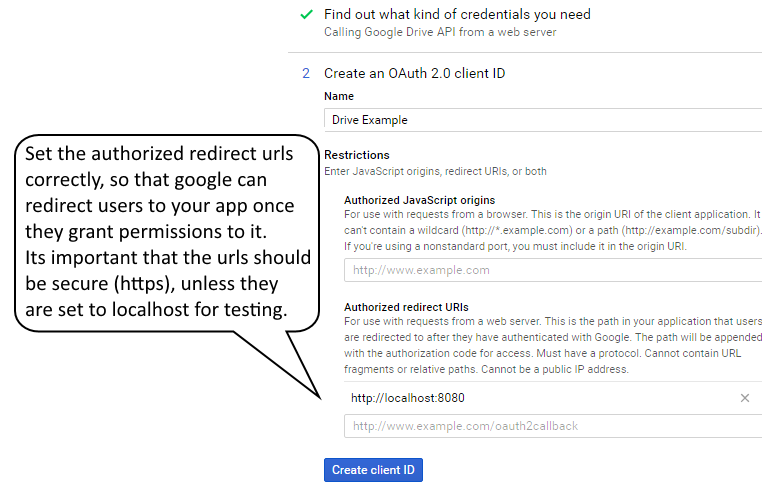 Find out what kind of credentials you need
Calling Google Drive API from a web server
2 Create an OAuth 2.0 client ID
Name
Drive Example
Set the authorized redirect urls
correctly, so that google can
redirect users to your app once
they grant permissions to it.
Its important that the urls should
be secure (https), unless they
are set to localhost for testing.
Restrictions
Enter JavaScript origins, redirect URIs, or both
Authorized JavaScript origins
For use with requests from a browser. This is the origin URI of the client application. It
can't contain a wildcard (http://*.example.com) or a path (http://example.com/subdir).
If you're using a nonstandard port, you must include it in the origin URI.
http://www.example.com
Authorized redirect URIs
For use with requests from a web server. This is the path in your application that users
are redirected to after they have authenticated with Google. The path will be appended
with the authorization code for access. Must have a protocol. Cannot contain URL
fragments or relative paths. Cannot be a public IP address.
http://localhost:8080
http://www.example.com/oauth2callback
Create client ID